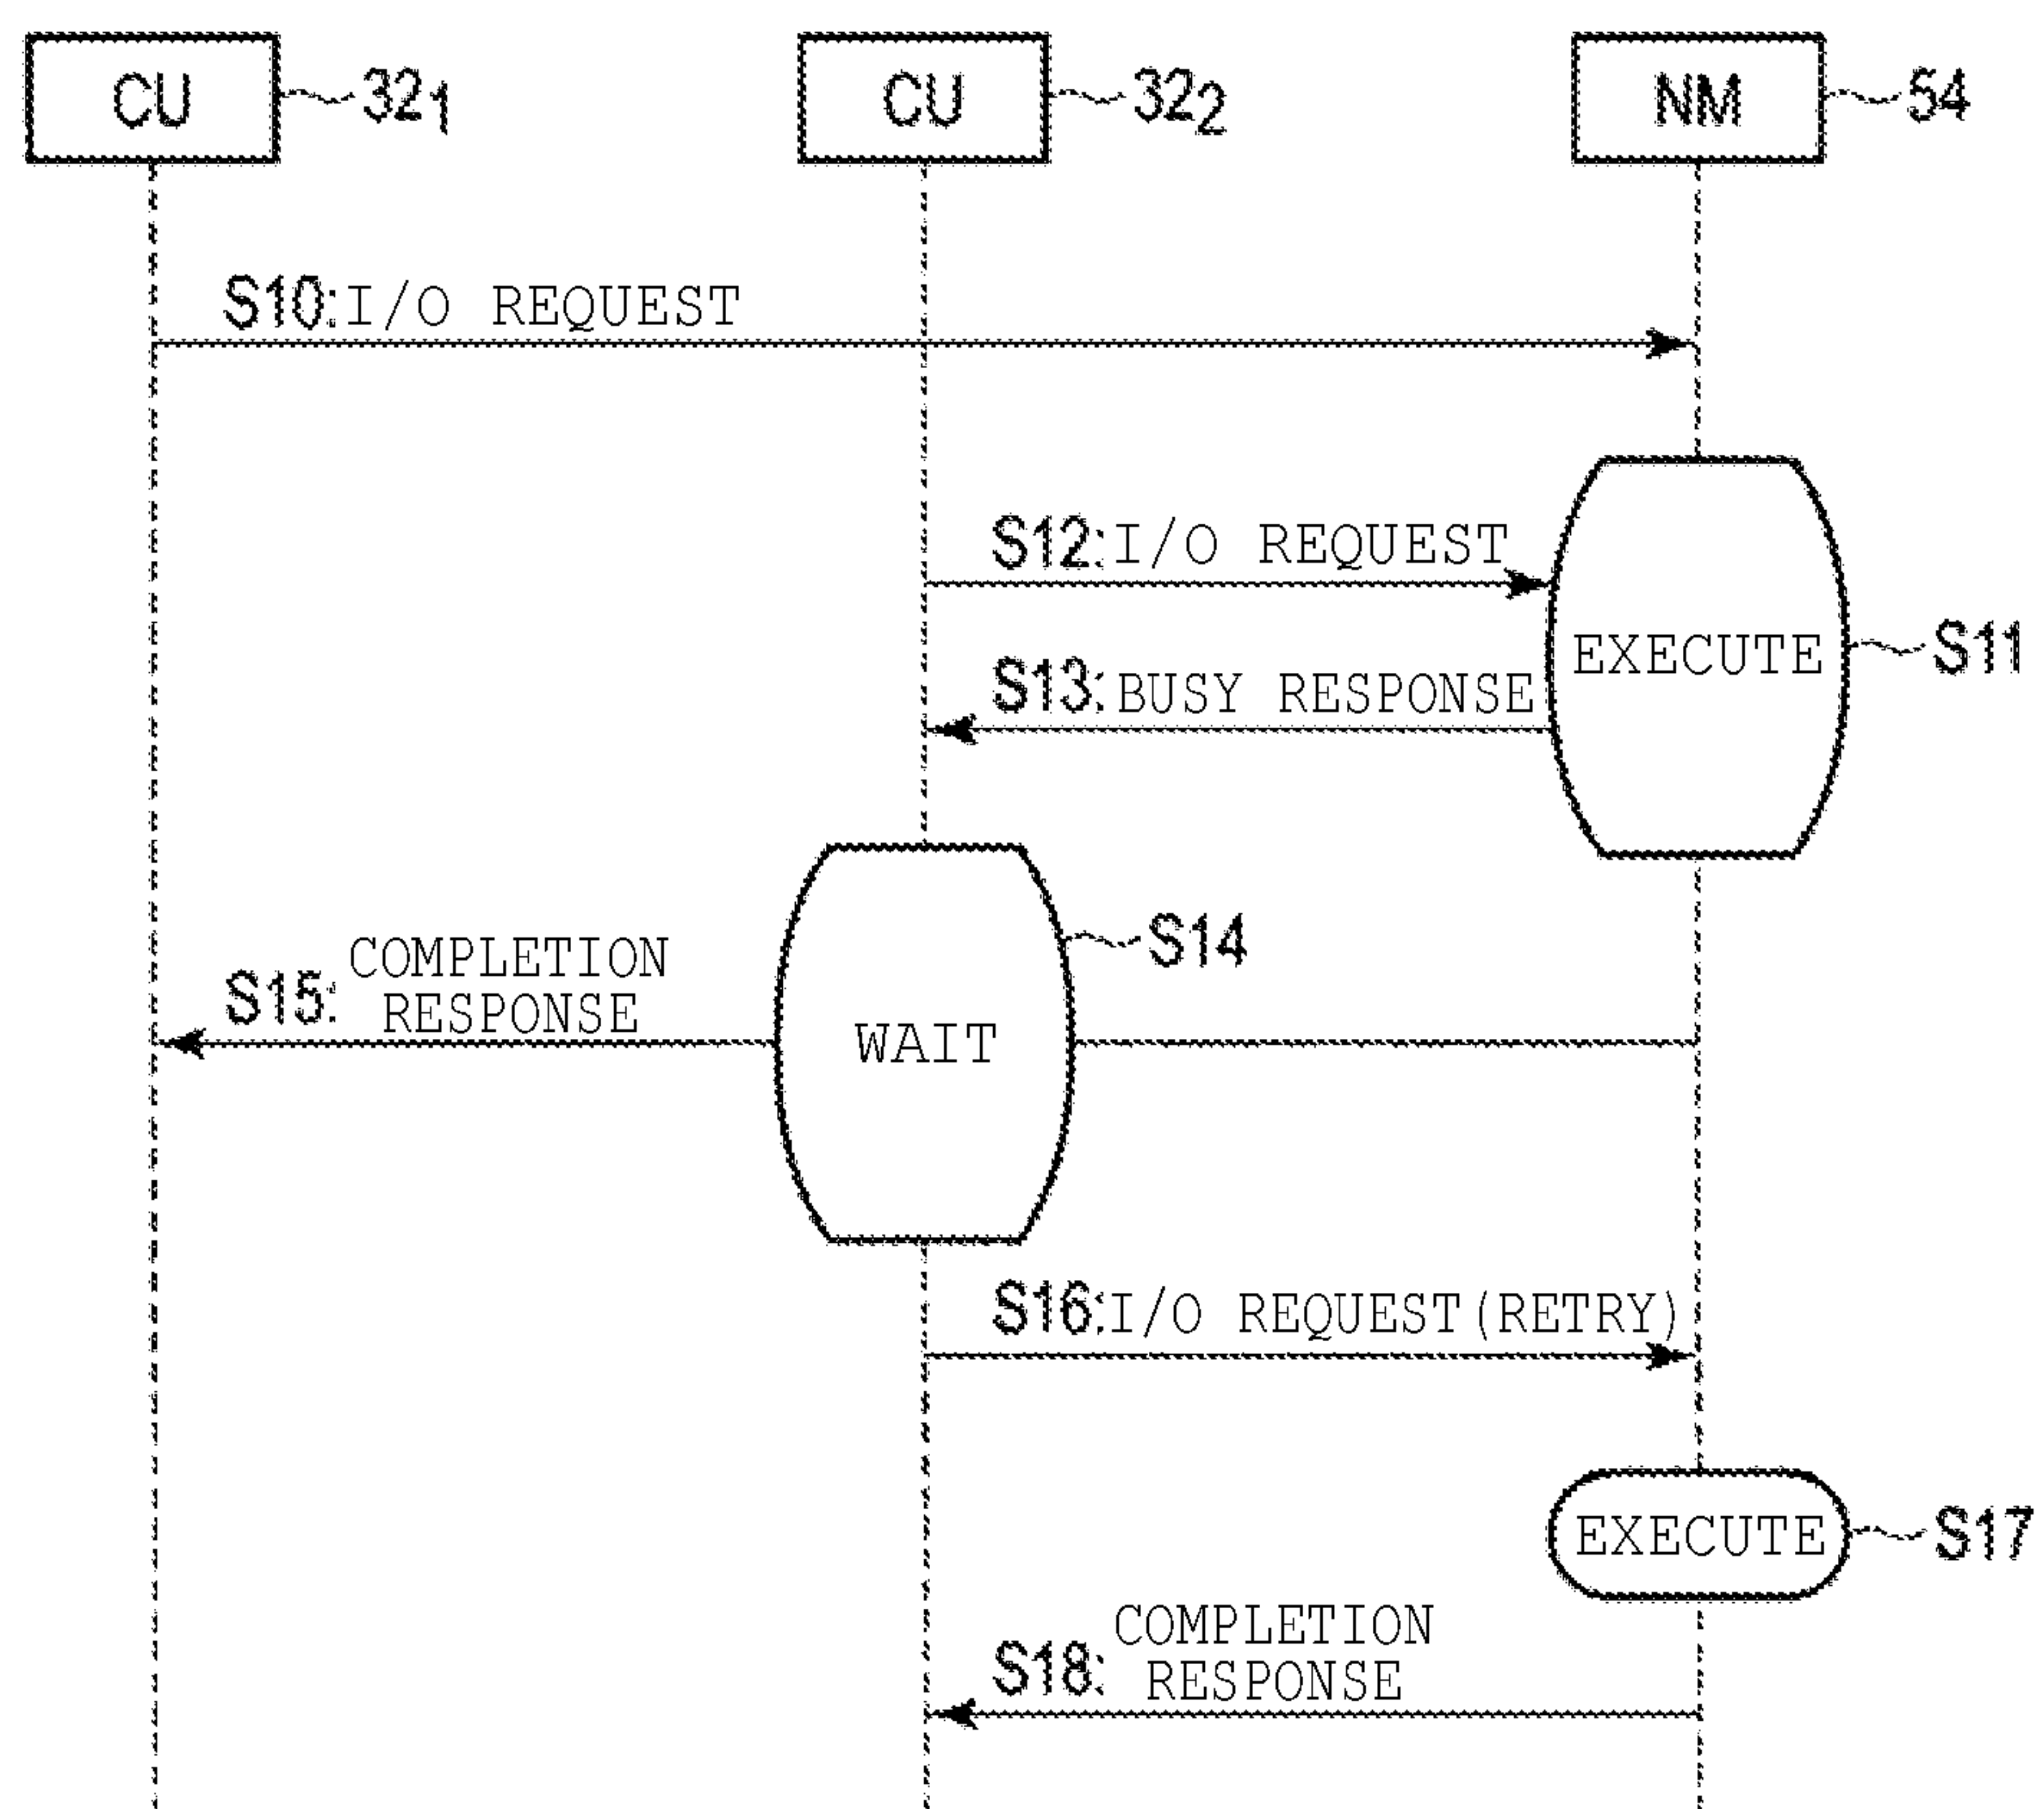 CU 32₁ CU 32₂ NM 54
S10:I/O REQUEST
S12:I/O REQUEST
EXECUTE S11
S13:BUSY RESPONSE
S14
S15: COMPLETION
RESPONSE
WAIT
S16:I/O REQUEST(RETRY)
EXECUTE S17
S18: COMPLETION
RESPONSE